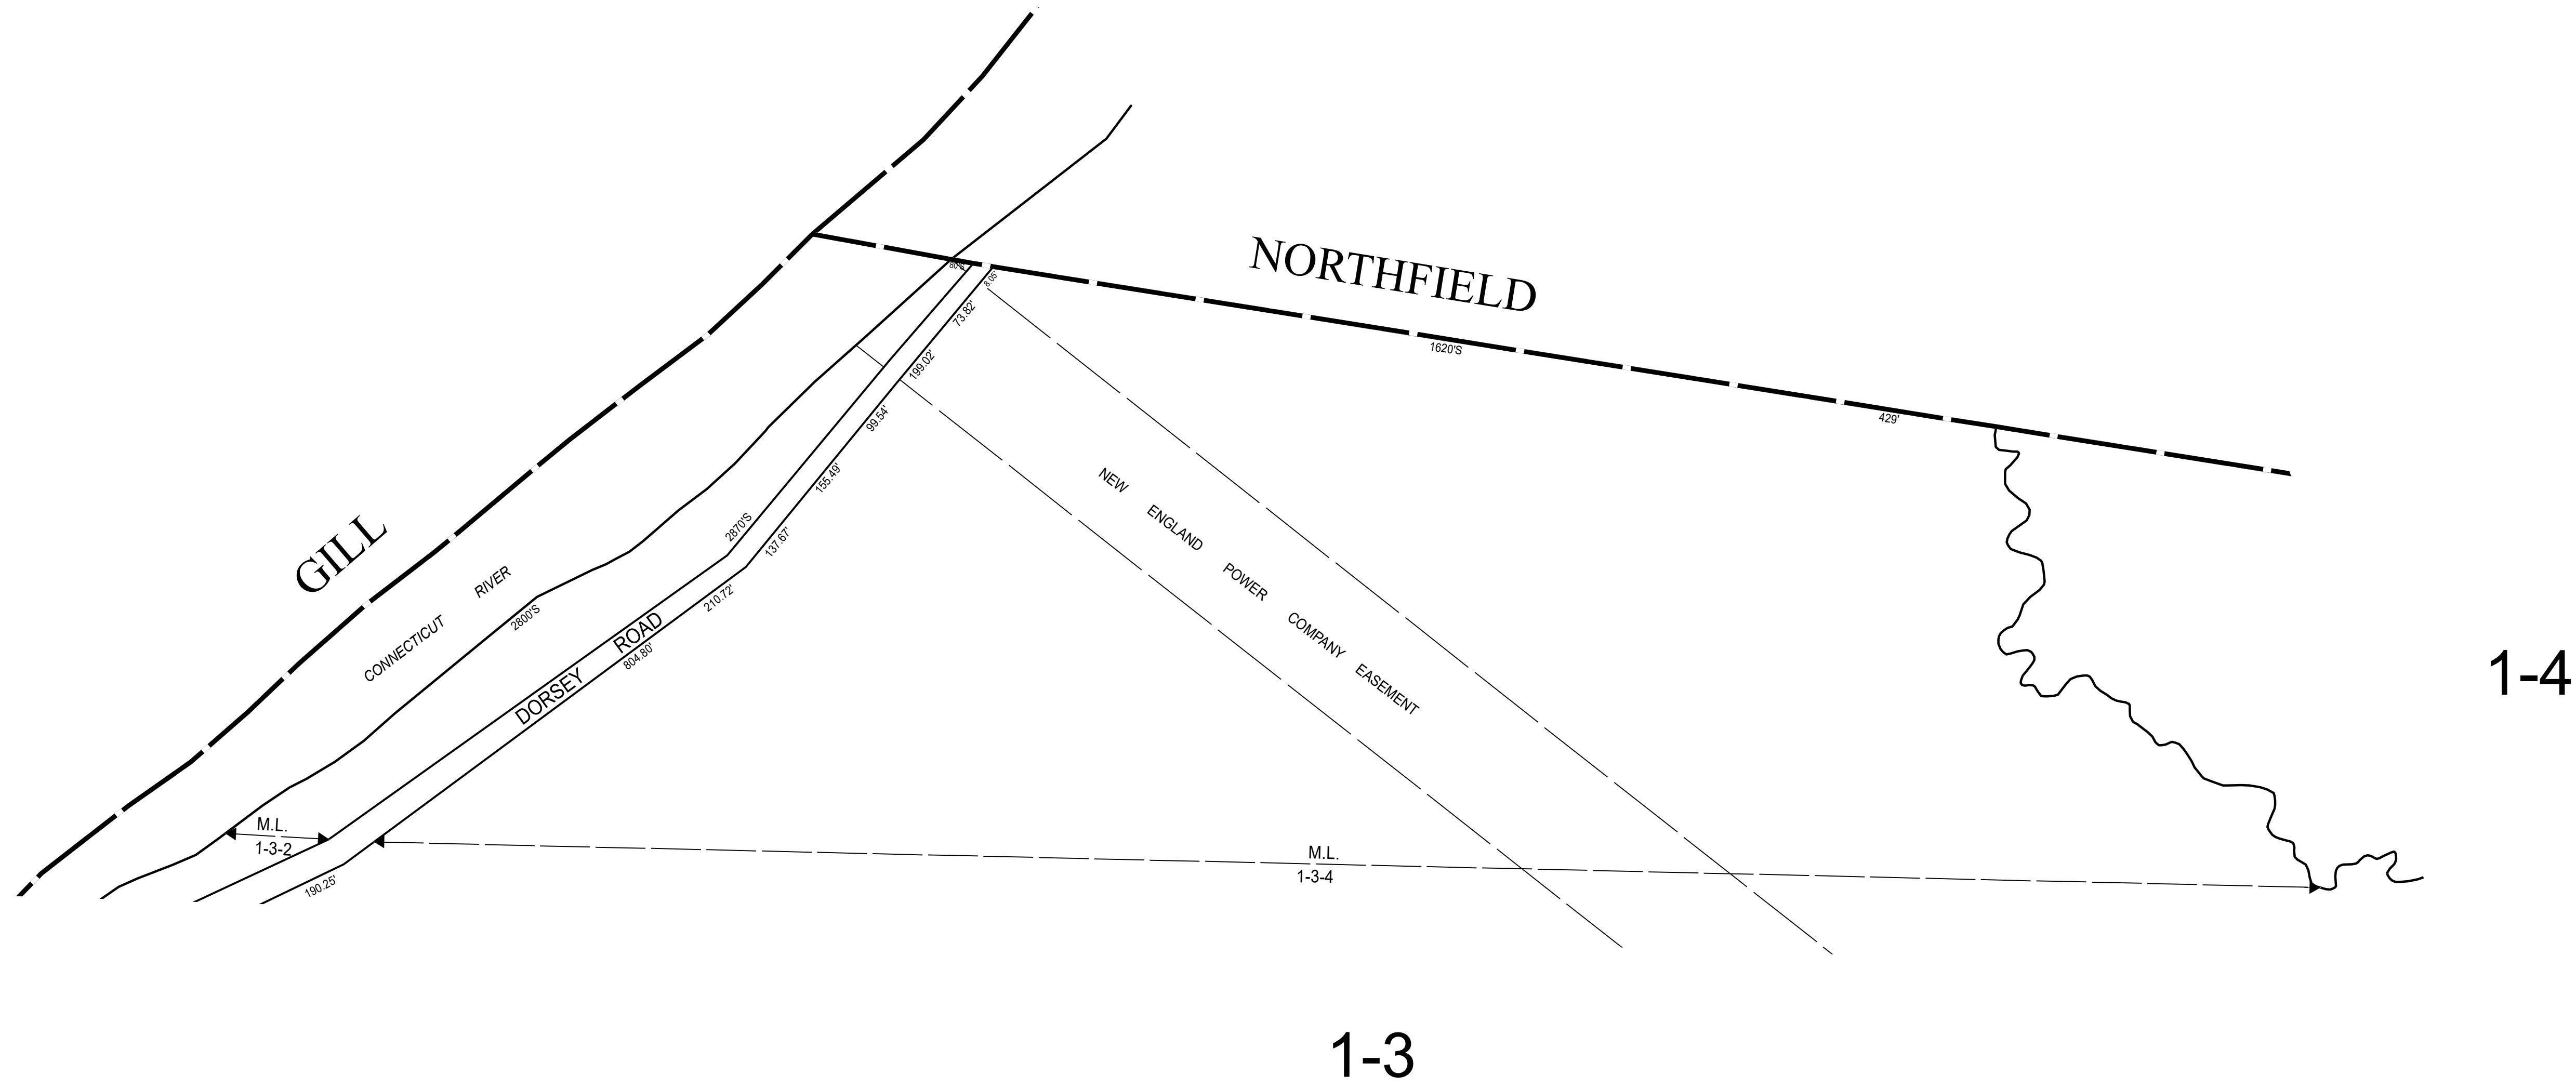 NORTHFIELD
8.05'
73.82'
1620'S
199.02'
99.54'
429'
155.49'
NEW ENGLAND POWER COMPANY EASEMENT
2870'S
137.67'
GILL
CONNECTICUT RIVER
210.72'
2800'S
DORSEY ROAD
804.80'
1-4
M.L.
1-3-2
M.L.
1-3-4
190.25'
1-3